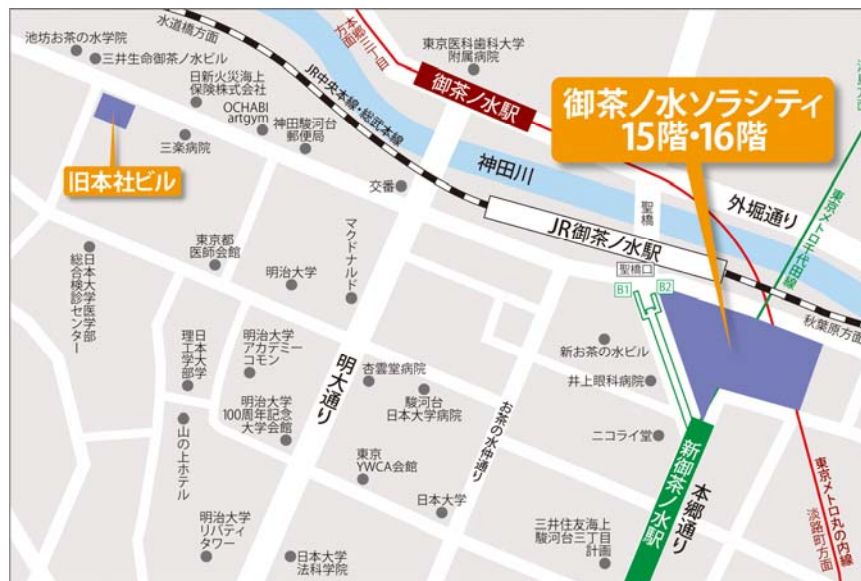 水道橋方面
池坊お茶の水学院
三井生命御茶ノ水ビル
日新火災海上
保険株式会社
OCHABI
artgym
神田駿河台
郵便局
三楽病院
旧本社ビル
JR中央本線・総武本線
本郷三丁目
方面
東京医科歯科大学
附属病院
御茶ノ水駅
御茶ノ水ソラシティ
15階・16階
神田川
外堀通り
聖橋
JR御茶ノ水駅
聖橋口
B1
B2
東京メトロ千代田線
秋葉原方面
交番
マクドナルド
東京都
医師会館
明治大学
日本大学医学部
総合検診センター
日本大学
理工学部
明治大学
アカデミー
コモン
明治大学
100周年記念
大学会館
山の上ホテル
明治大学
リバティ
タワー
日本大学
法科学院
明大通り
杏雲堂病院
駿河台
日本大学病院
東京
YWCA会館
日本大学
お茶の水仲通り
新お茶の水ビル
井上眼科病院
ニコライ堂
三井住友海上
駿河台三丁目
計画
新御茶ノ水駅
本郷通り
東京メトロ丸の内線
淡路町方面